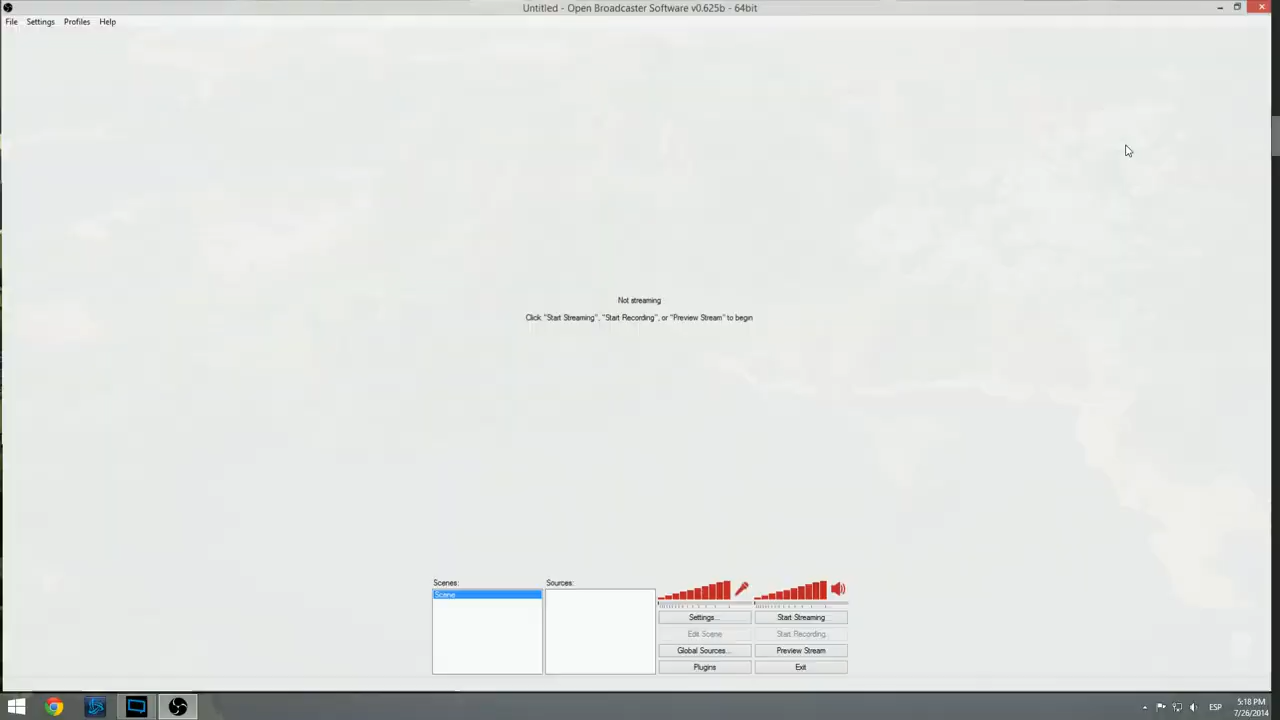 Untitled - Open Broadcaster Software v0.625b - 64bit
File Settings Profiles Help
Not streaming
Click "Start Streaming", "Start Recording", or "Preview Stream" to begin
Scenes: Sources:
Scene
Settings... Start Streaming
Edit Scene Start Recording
Global Sources... Preview Stream
Plugins Exit
ESP 5:18 PM
7/26/2014